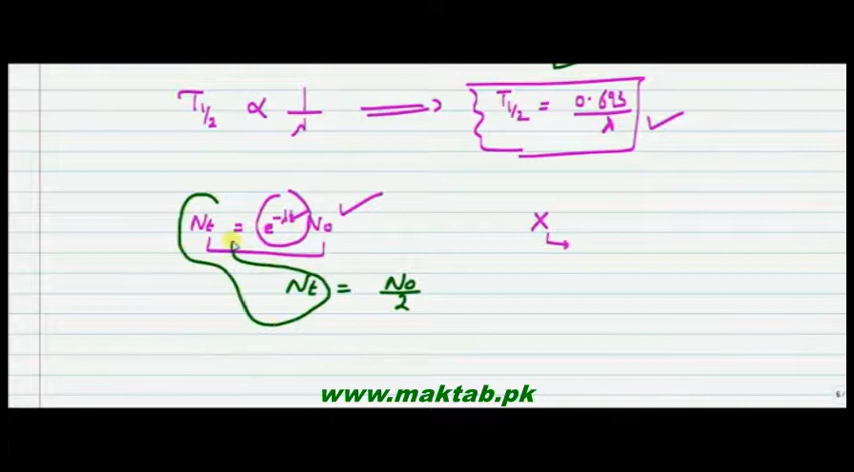 T1/2 ∝ 1/λ ⟹ T1/2 = 0.693/λ
Nt = e^-λt No X
Nt = No/2
www.maktab.pk